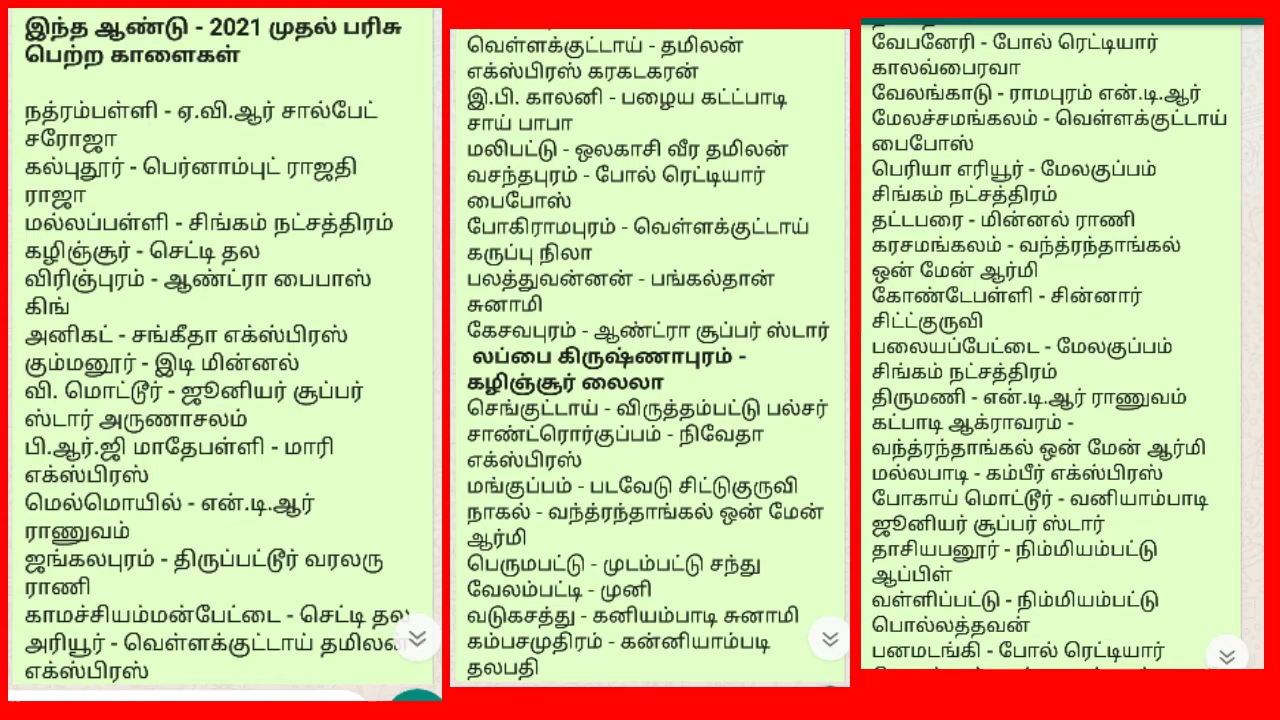 இந்த ஆண்டு - 2021 முதல் பரிசு
பெற்ற காளைகள்
நத்ரம்பள்ளி - ஏ.வி.ஆர் சால்பேட்
சரோஜா
கல்புதூர் - பெர்னாம்புட் ராஜதி
ராஜா
மல்லப்பள்ளி - சிங்கம் நட்சத்திரம்
கழிஞ்சூர் - செட்டி தல
விரிஞ்புரம் - ஆண்ட்ரா பைபாஸ்
கிங்
அனிகட் - சங்கீதா எக்ஸ்பிரஸ்
கும்மனூர் - இடி மின்னல்
வி. மொட்டூர் - ஜூனியர் சூப்பர்
ஸ்டார் அருணாசலம்
பி.ஆர்.ஜி மாதேபள்ளி - மாரி
எக்ஸ்பிரஸ்
மெல்மொயில் - என்.டி.ஆர்
ராணுவம்
ஜங்கலபுரம் - திருப்பட்டூர் வரலரு
ராணி
காமச்சியம்மன்பேட்டை - செட்டி தல
அரியூர் - வெள்ளக்குட்டாய் தமிலன்
எக்ஸ்பிரஸ்
வெள்ளக்குட்டாய் - தமிலன்
எக்ஸ்பிரஸ் கரகடகரன்
இ.பி. காலனி - பழைய கட்ட்பாடி
சாய் பாபா
மலிபட்டு - ஒலகாசி வீர தமிலன்
வசந்தபுரம் - போல் ரெட்டியார்
பைபோஸ்
போகிராமபுரம் - வெள்ளக்குட்டாய்
கருப்பு நிலா
பலத்துவன்னன் - பங்கல்தான்
சுனாமி
கேசவபுரம் - ஆண்ட்ரா சூப்பர் ஸ்டார்
லப்பை கிருஷ்ணாபுரம் -
கழிஞ்சூர் லைலா
செங்குட்டாய் - விருத்தம்பட்டு பல்சர்
சாண்ட்ரொர்குப்பம் - நிவேதா
எக்ஸ்பிரஸ்
மங்குப்பம் - படவேடு சிட்டுகுருவி
நாகல் - வந்த்ரந்தாங்கல் ஒன் மேன்
ஆர்மி
பெருமபட்டு - முடம்பட்டு சந்து
வேலம்பட்டி - முனி
வடுகசத்து - கனியம்பாடி சுனாமி
கம்பசமுதிரம் - கன்னியாம்படி
தலபதி
வேபனேரி - போல் ரெட்டியார்
காலவ்பைரவா
வேலங்காடு - ராமபுரம் என்.டி.ஆர்
மேலச்சமங்கலம் - வெள்ளக்குட்டாய்
பைபோஸ்
பெரியா எரியூர் - மேலகுப்பம்
சிங்கம் நட்சத்திரம்
தட்டபரை - மின்னல் ராணி
கரசமங்கலம் - வந்த்ரந்தாங்கல்
ஒன் மேன் ஆர்மி
கோண்டேபள்ளி - சின்னார்
சிட்ட்குருவி
பலையப்பேட்டை - மேலகுப்பம்
சிங்கம் நட்சத்திரம்
திருமணி - என்.டி.ஆர் ராணுவம்
கட்பாடி ஆக்ராவரம் -
வந்த்ரந்தாங்கல் ஒன் மேன் ஆர்மி
மல்லபாடி - கம்பீர் எக்ஸ்பிரஸ்
போகாய் மொட்டூர் - வனியாம்பாடி
ஜூனியர் சூப்பர் ஸ்டார்
தாசியபனூர் - நிம்மியம்பட்டு
ஆப்பிள்
வள்ளிப்பட்டு - நிம்மியம்பட்டு
பொல்லத்தவன்
பனமடங்கி - போல் ரெட்டியார்